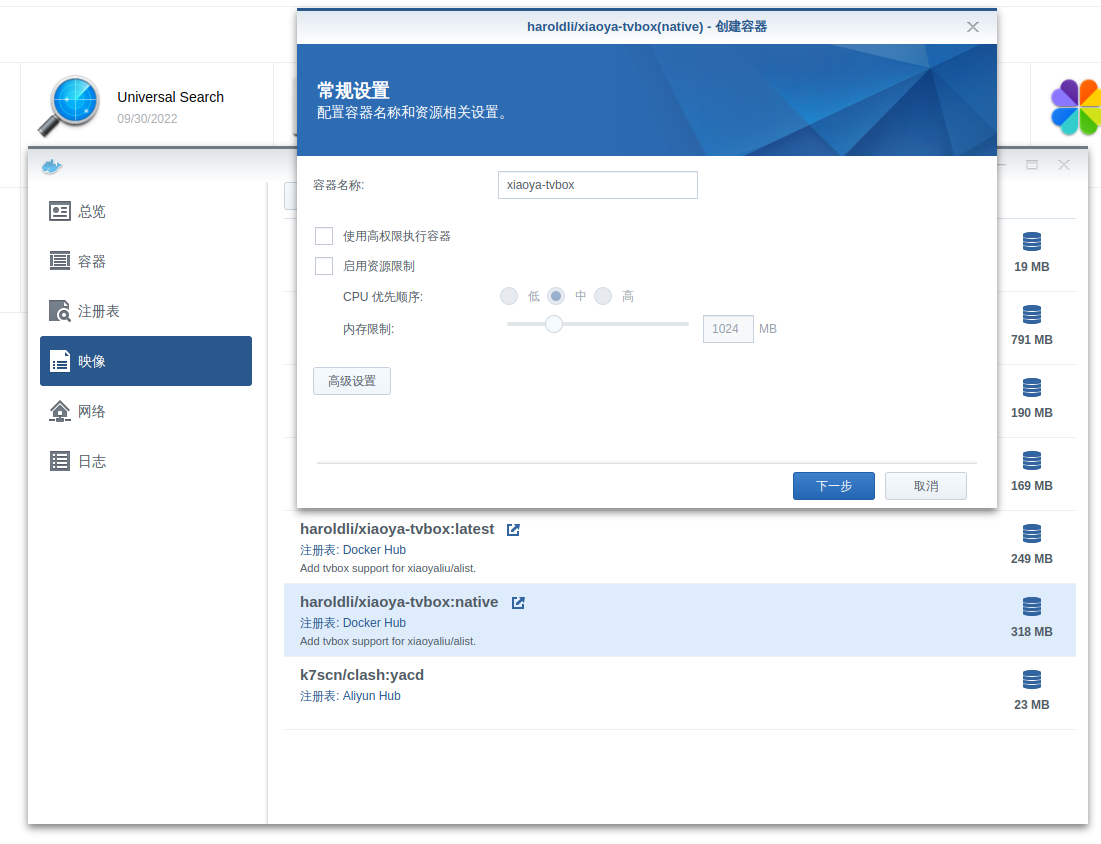 haroldli/xiaoya-tvbox(native) - 创建容器
Universal Search
09/30/2022
常规设置
配置容器名称和资源相关设置。
容器名称:
xiaoya-tvbox
使用高权限执行容器
启用资源限制
CPU 优先顺序:
低 中 高
内存限制:
1024 MB
高级设置
下一步 取消
总览
容器
注册表
映像
网络
日志
19 MB
791 MB
190 MB
169 MB
haroldli/xiaoya-tvbox:latest
注册表: Docker Hub
Add tvbox support for xiaoyaliu/alist.
249 MB
haroldli/xiaoya-tvbox:native
注册表: Docker Hub
Add tvbox support for xiaoyaliu/alist.
318 MB
k7scn/clash:yacd
注册表: Aliyun Hub
23 MB